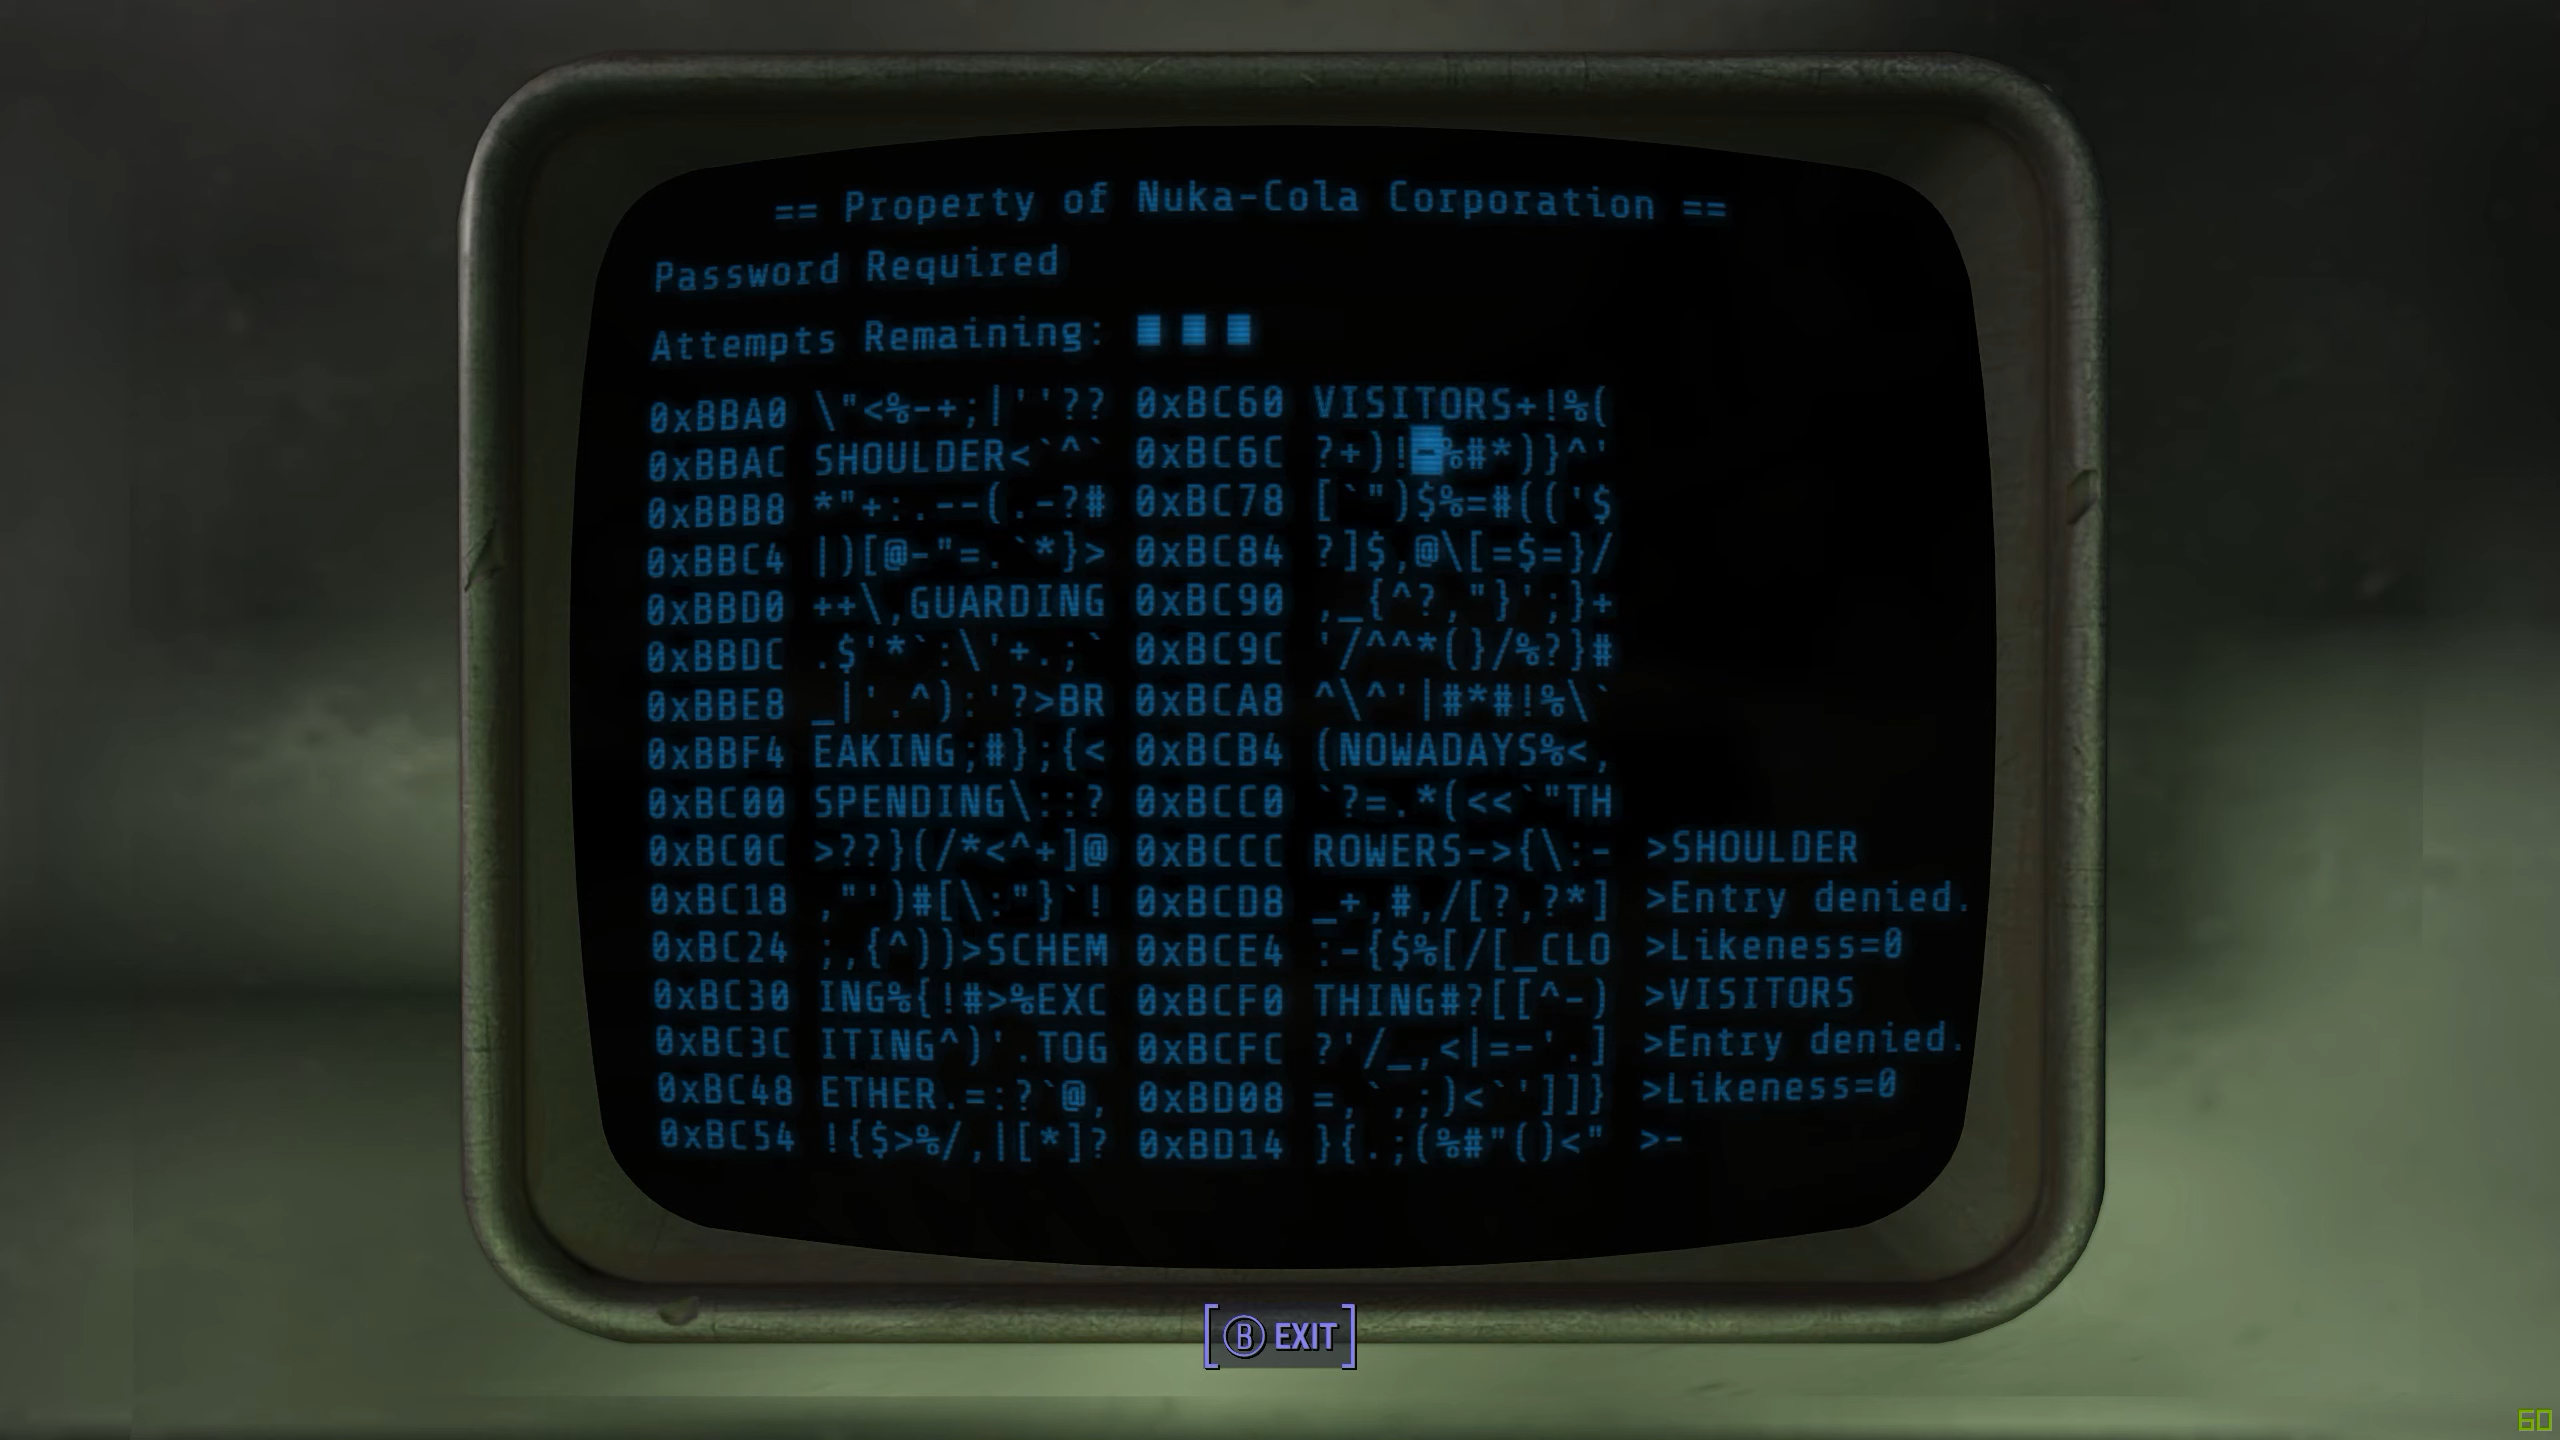 == Property of Nuka-Cola Corporation ==
Password Required
Attempts Remaining:
0xBBA0 \"<%-+;|''?? 0xBC60 VISITORS+!%(
0xBBAC SHOULDER<`^` 0xBC6C ?+)!-%#*)}^'
0xBBB8 *"+:.--(.-?# 0xBC78 [`")$%=#(('$
0xBBC4 |)[@-"=.`*}> 0xBC84 ?]$,@\[=$=}/
0xBBD0 ++\,GUARDING 0xBC90 ,_{^?,"}';}+
0xBBDC .$'*`:\'+.;` 0xBC9C '/^^*(}/%?}#
0xBBE8 _|'.^):'?>BR 0xBCA8 ^\^'|#*#!%\`
0xBBF4 EAKING;#};{< 0xBCB4 (NOWADAYS%<,
0xBC00 SPENDING\::? 0xBCC0 `?=.*(<<`"TH
0xBC0C >??}(/*<^+]@ 0xBCCC ROWERS->{\:- >SHOULDER
0xBC18 ,"')#[\:"}`! 0xBCD8 _+,#,/[?,?*] >Entry denied.
0xBC24 ;,{^))>SCHEM 0xBCE4 :-{$%[/[_CLO >Likeness=0
0xBC30 ING%{!#>%EXC 0xBCF0 THING#?[[^-) >VISITORS
0xBC3C ITING^)'.TOG 0xBCFC ?'/_,<|=-'.] >Entry denied.
0xBC48 ETHER.=:?`@, 0xBD08 =,`,;)<`']]} >Likeness=0
0xBC54 !{$>%/,|[*]? 0xBD14 }{.;(%#"()<" >-
[Ⓑ EXIT]
60